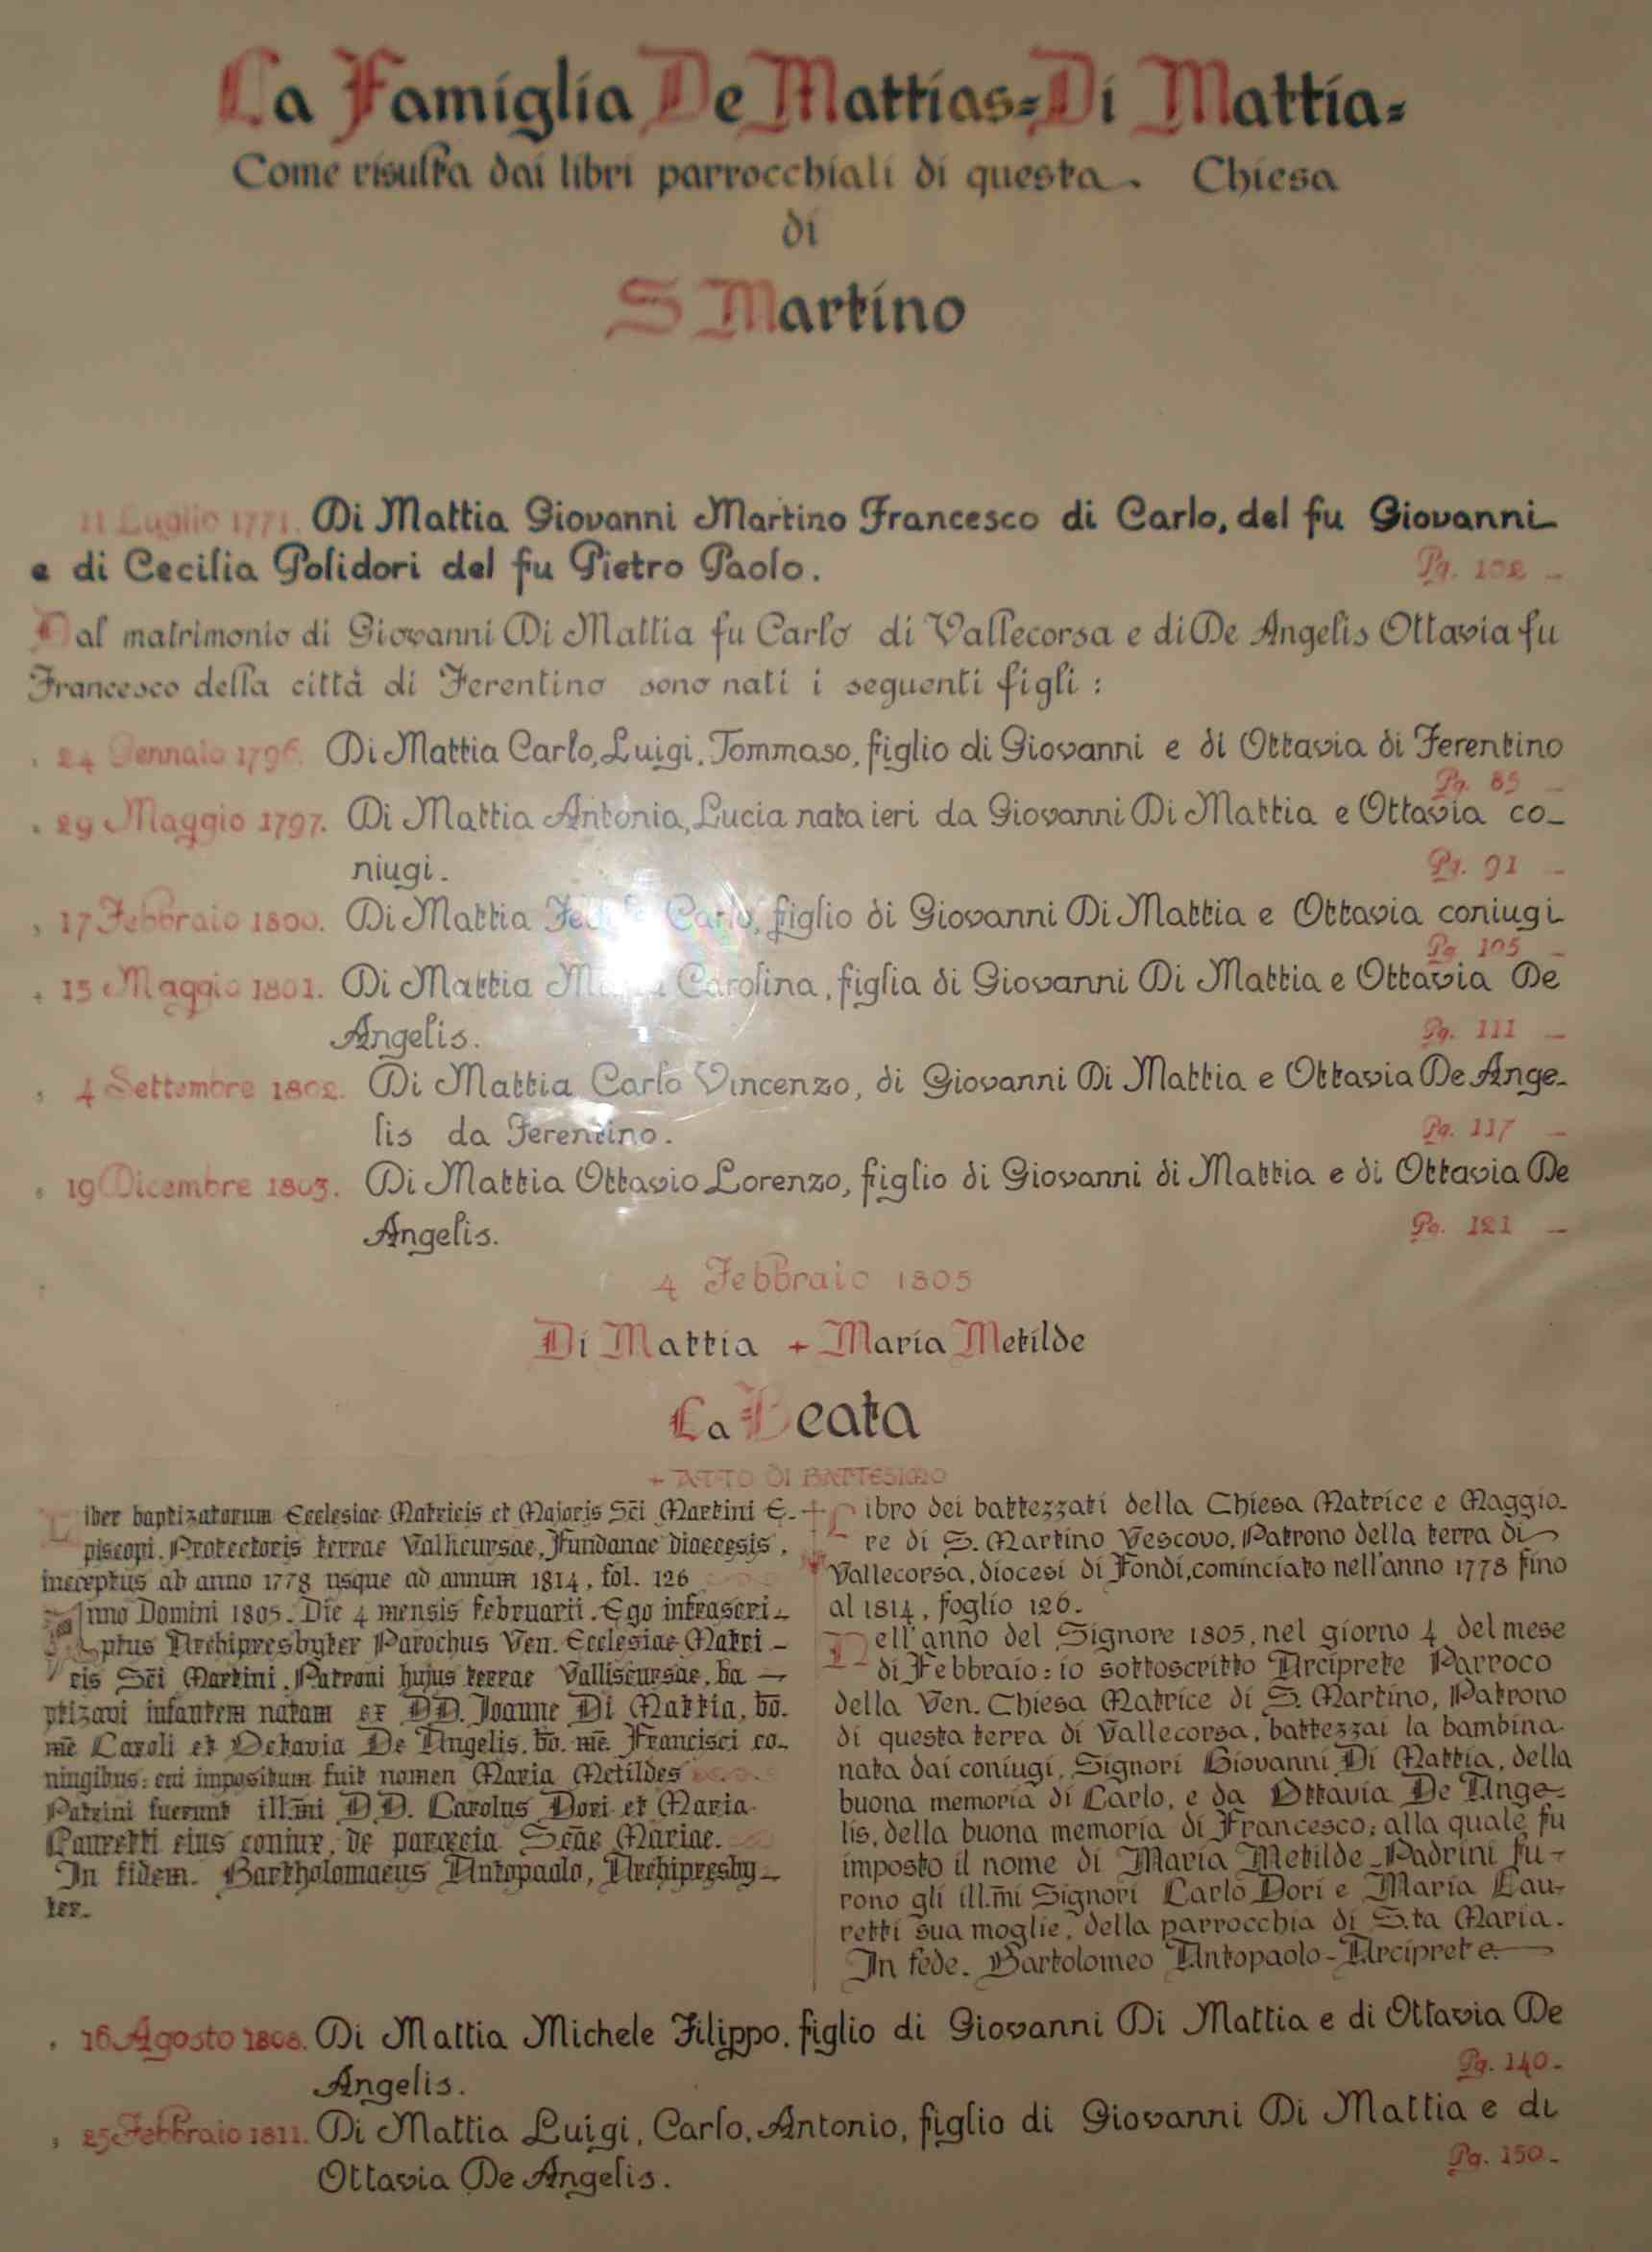 La Famiglia De Mattias=Di Mattia=
Come risulta dai libri parrocchiali di questa. Chiesa
di
S Martino
11 Luglio 1771. Di Mattia Giovanni Martino Francesco di Carlo, del fu Giovanni
e di Cecilia Polidori del fu Pietro Paolo.
Pg. 102 -
Dal matrimonio di Giovanni Di Mattia fu Carlo di Vallecorsa e di De Angelis Ottavia fu
Francesco della città di Ferentino sono nati i seguenti figli :
24 Gennaio 1796. Di Mattia Carlo, Luigi, Tommaso, figlio di Giovanni e di Ottavia di Ferentino
Pg. 85 -
29 Maggio 1797. Di Mattia Antonia, Lucia nata ieri da Giovanni Di Mattia e Ottavia co-
niugi.
Pg. 91 -
17 Febbraio 1800. Di Mattia Carlo, figlio di Giovanni Di Mattia e Ottavia coniugi
Pg 105 -
15 Maggio 1801. Di Mattia Carolina, figlia di Giovanni Di Mattia e Ottavia De
Angelis.
Pg. 111 -
4 Settembre 1802. Di Mattia Carlo Vincenzo, di Giovanni Di Mattia e Ottavia De Ange-
lis da Ferentino.
Pg. 117 -
19 Dicembre 1803. Di Mattia Ottavio Lorenzo, figlio di Giovanni di Mattia e di Ottavia De
Angelis.
Pg. 121 -
4 Febbraio 1805
Di Mattia + Maria Metilde
La Beata
+ ATTO DI BATTESIMO
Liber baptizatorum Ecclesiae Matricis et Majoris Sci Martini E-
piscopi. Protectoris terrae Vallicursae, Fundanae dioecesis,
inceptus ab anno 1778 usque ad annum 1814, fol. 126
Anno Domini 1805. Die 4 mensis februarii. Ego infrascri-
ptus Archipresbyter Parochus Ven. Ecclesiae Matri-
cis Sci Martini. Patroni hujus terrae Valliscursae, ba-
ptizavi infantem natam ex DD. Joanne Di Mattia, bo.
me Caroli et Octavia De Angelis. bo. me. Francisci co-
niugibus: cui impositum fuit nomen Maria Metildes
Patrini fuerunt ill.mi D.D. Carolus Dori et Maria
Lauretti eius coniux, de paroecia Scae Mariae.
In fidem. Bartholomaeus Antopaolo, Archipresby-
ter.
Libro dei battezzati della Chiesa Matrice e Maggio-
re di S. Martino Vescovo, Patrono della terra di
Vallecorsa, diocesi di Fondi, cominciato nell'anno 1778 fino
al 1814, foglio 126.
Nell'anno del Signore 1805, nel giorno 4 del mese
di Febbraio: io sottoscritto Arciprete Parroco
della Ven. Chiesa Matrice di S. Martino, Patrono
di questa terra di Vallecorsa, battezzai la bambina
nata dai coniugi, Signori Giovanni Di Mattia, della
buona memoria di Carlo, e da Ottavia De Ange-
lis, della buona memoria di Francesco; alla quale fu
imposto il nome di Maria Metilde-Padrini fu-
rono gli ill.mi Signori Carlo Dori e Maria Lau-
retti sua moglie, della parrocchia di S.ta Maria.
In fede. Bartolomeo Antopaolo-Arciprete.
16 Agosto 1808. Di Mattia Michele Filippo, figlio di Giovanni Di Mattia e di Ottavia De
Angelis.
Pg. 140-
25 Febbraio 1811. Di Mattia Luigi, Carlo, Antonio, figlio di Giovanni Di Mattia e di
Ottavia De Angelis.
Pg. 150-